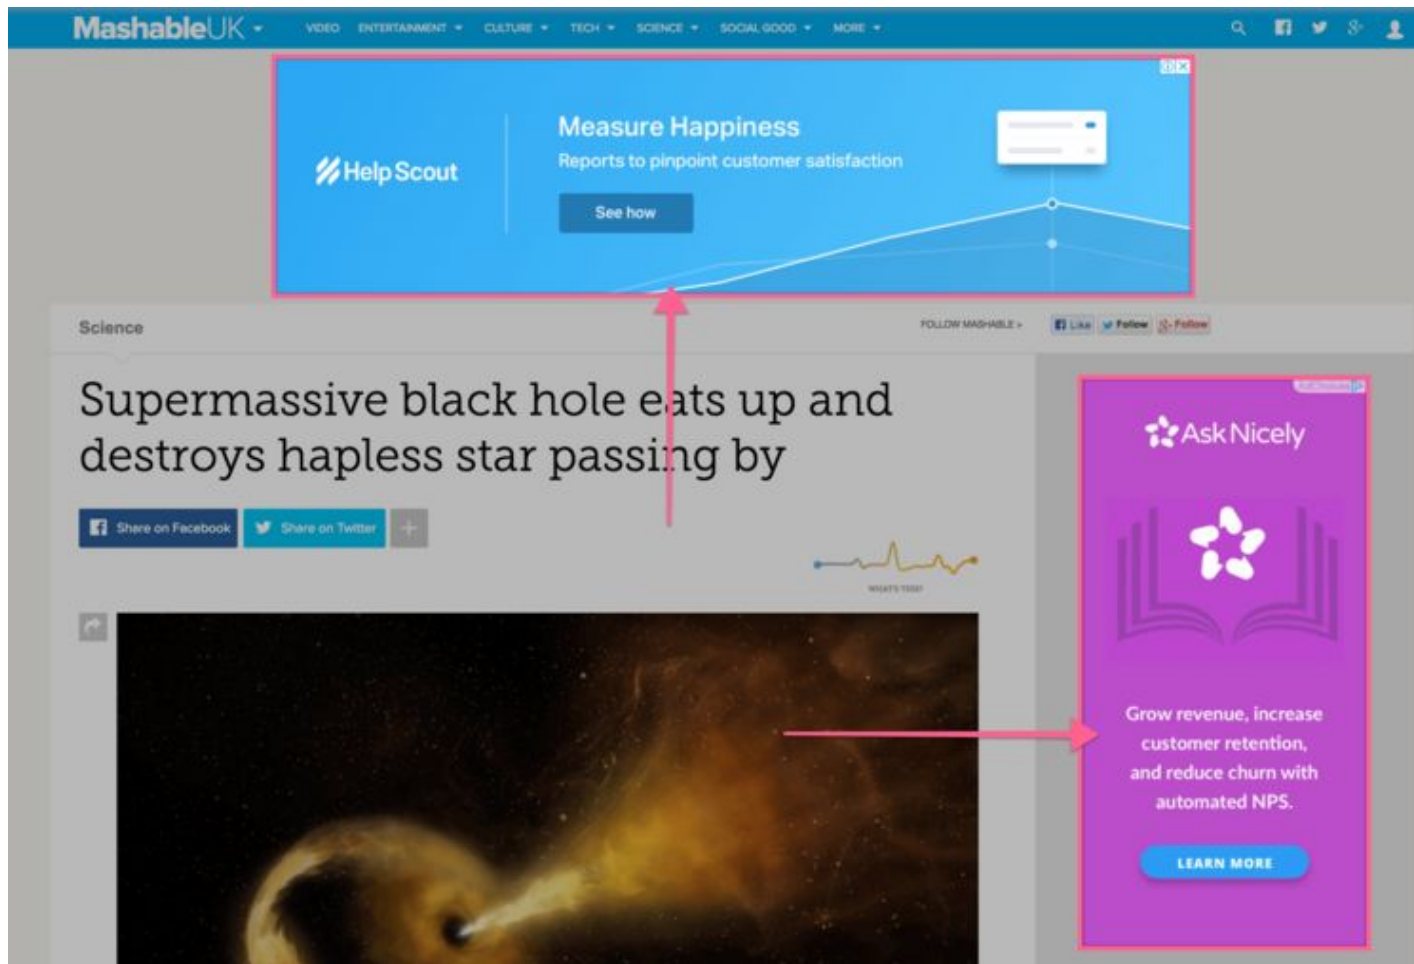 MashableUK
VIDEO ENTERTAINMENT CULTURE TECH SCIENCE SOCIAL GOOD MORE
Help Scout
Measure Happiness
Reports to pinpoint customer satisfaction
See how
Science
FOLLOW MASHABLE >
Like Follow Follow
Supermassive black hole eats up and
destroys hapless star passing by
Share on Facebook Share on Twitter
WHAT'S THIS?
AdChoices
AskNicely
Grow revenue, increase
customer retention,
and reduce churn with
automated NPS.
LEARN MORE